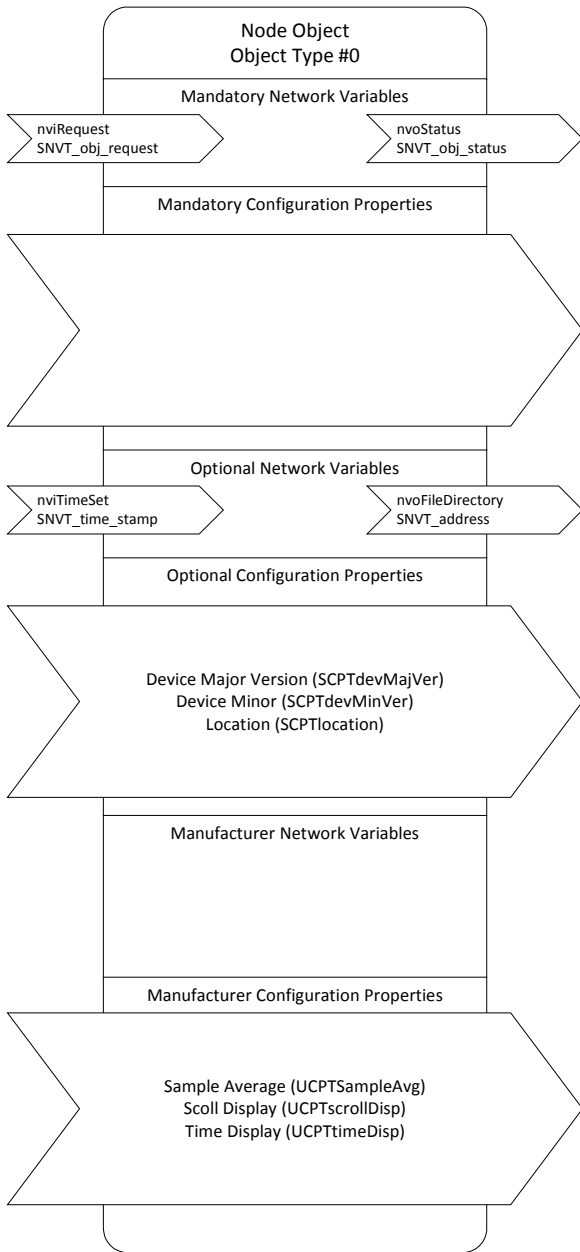 Node Object
Object Type #0
Mandatory Network Variables
nviRequest
SNVT_obj_request
nvoStatus
SNVT_obj_status
Mandatory Configuration Properties
Optional Network Variables
nviTimeSet
SNVT_time_stamp
nvoFileDirectory
SNVT_address
Optional Configuration Properties
Device Major Version (SCPTdevMajVer)
Device Minor (SCPTdevMinVer)
Location (SCPTlocation)
Manufacturer Network Variables
Manufacturer Configuration Properties
Sample Average (UCPTSampleAvg)
Scoll Display (UCPTscrollDisp)
Time Display (UCPTtimeDisp)